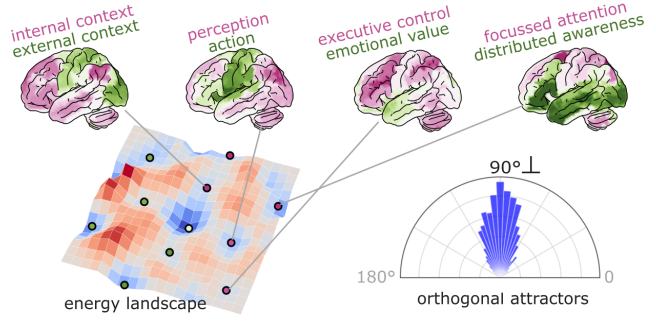 internal context
external context
perception
action
executive control
emotional value
focussed attention
distributed awareness
90°⊥
180°
0
energy landscape
orthogonal attractors